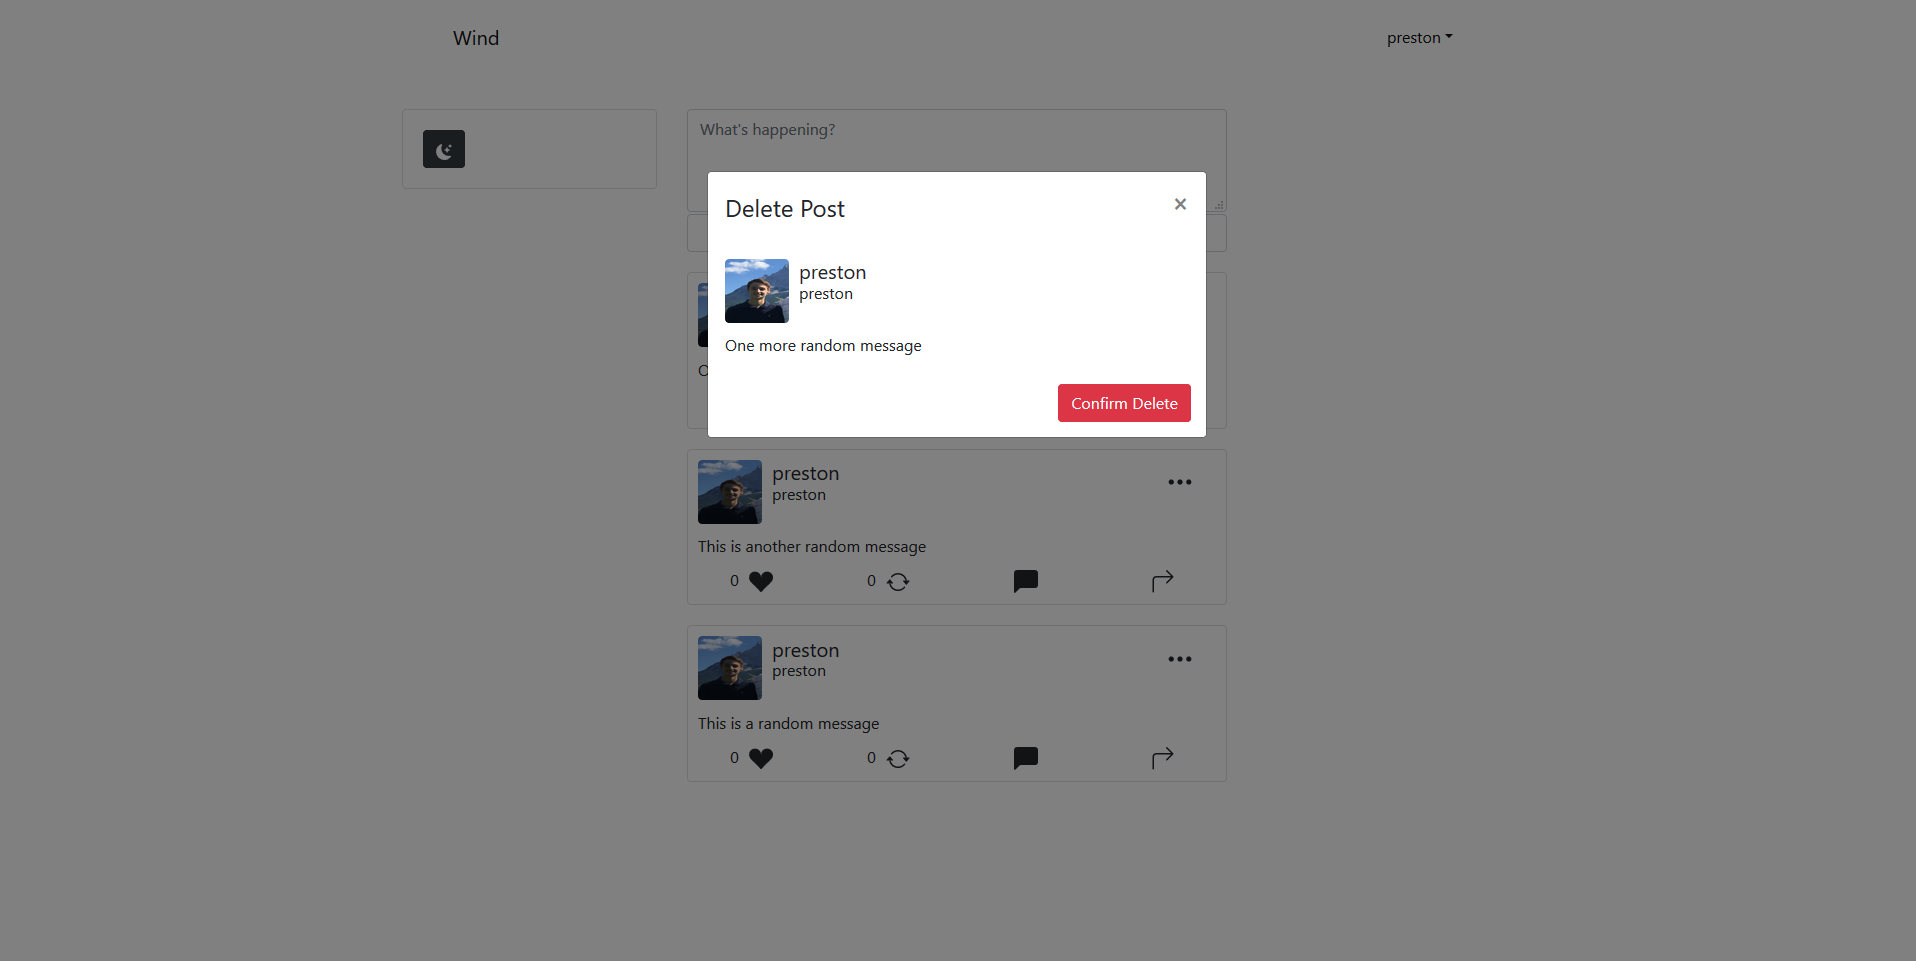 Wind
preston
What's happening?
Delete Post
×
preston
preston
One more random message
Confirm Delete
preston
preston
This is another random message
0
0
preston
preston
This is a random message
0
0